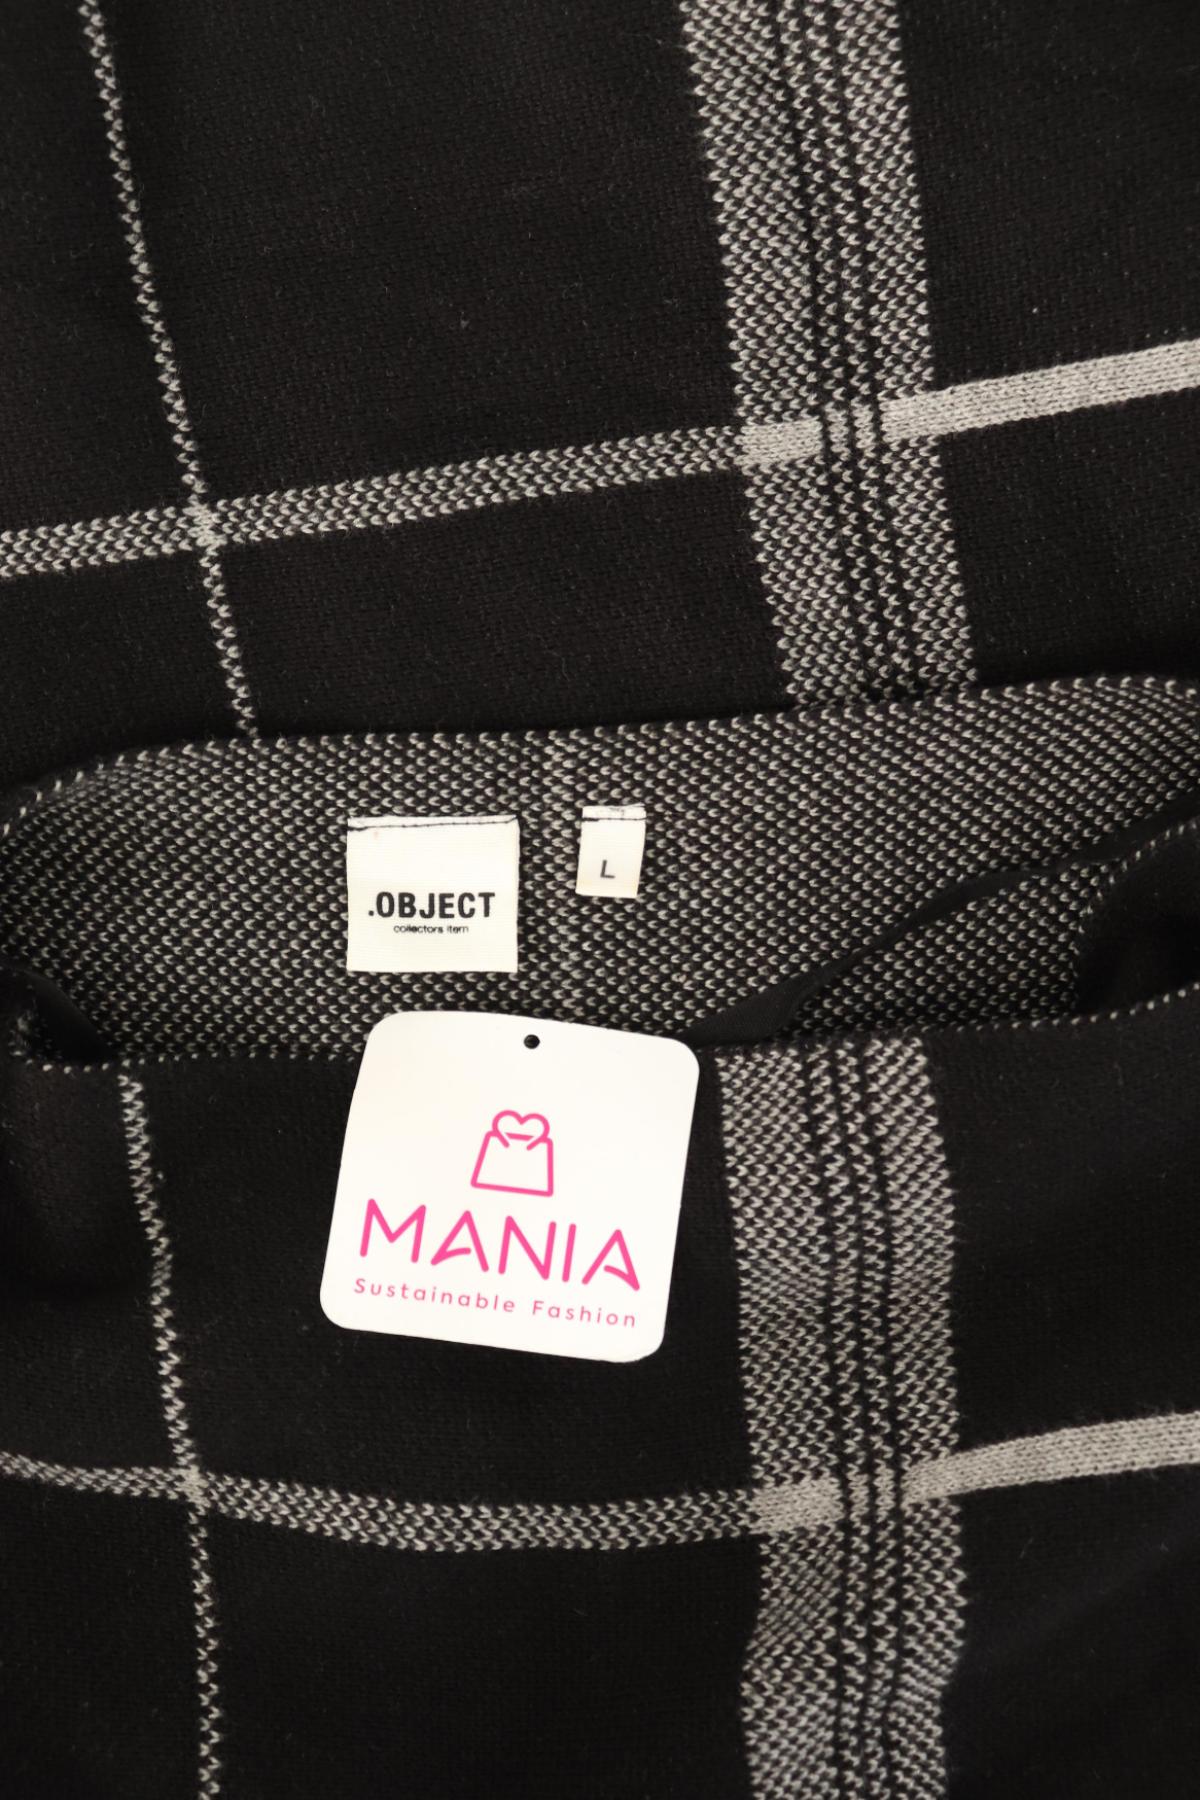 .OBJECT
collectors item
L
MANIA
Sustainable Fashion